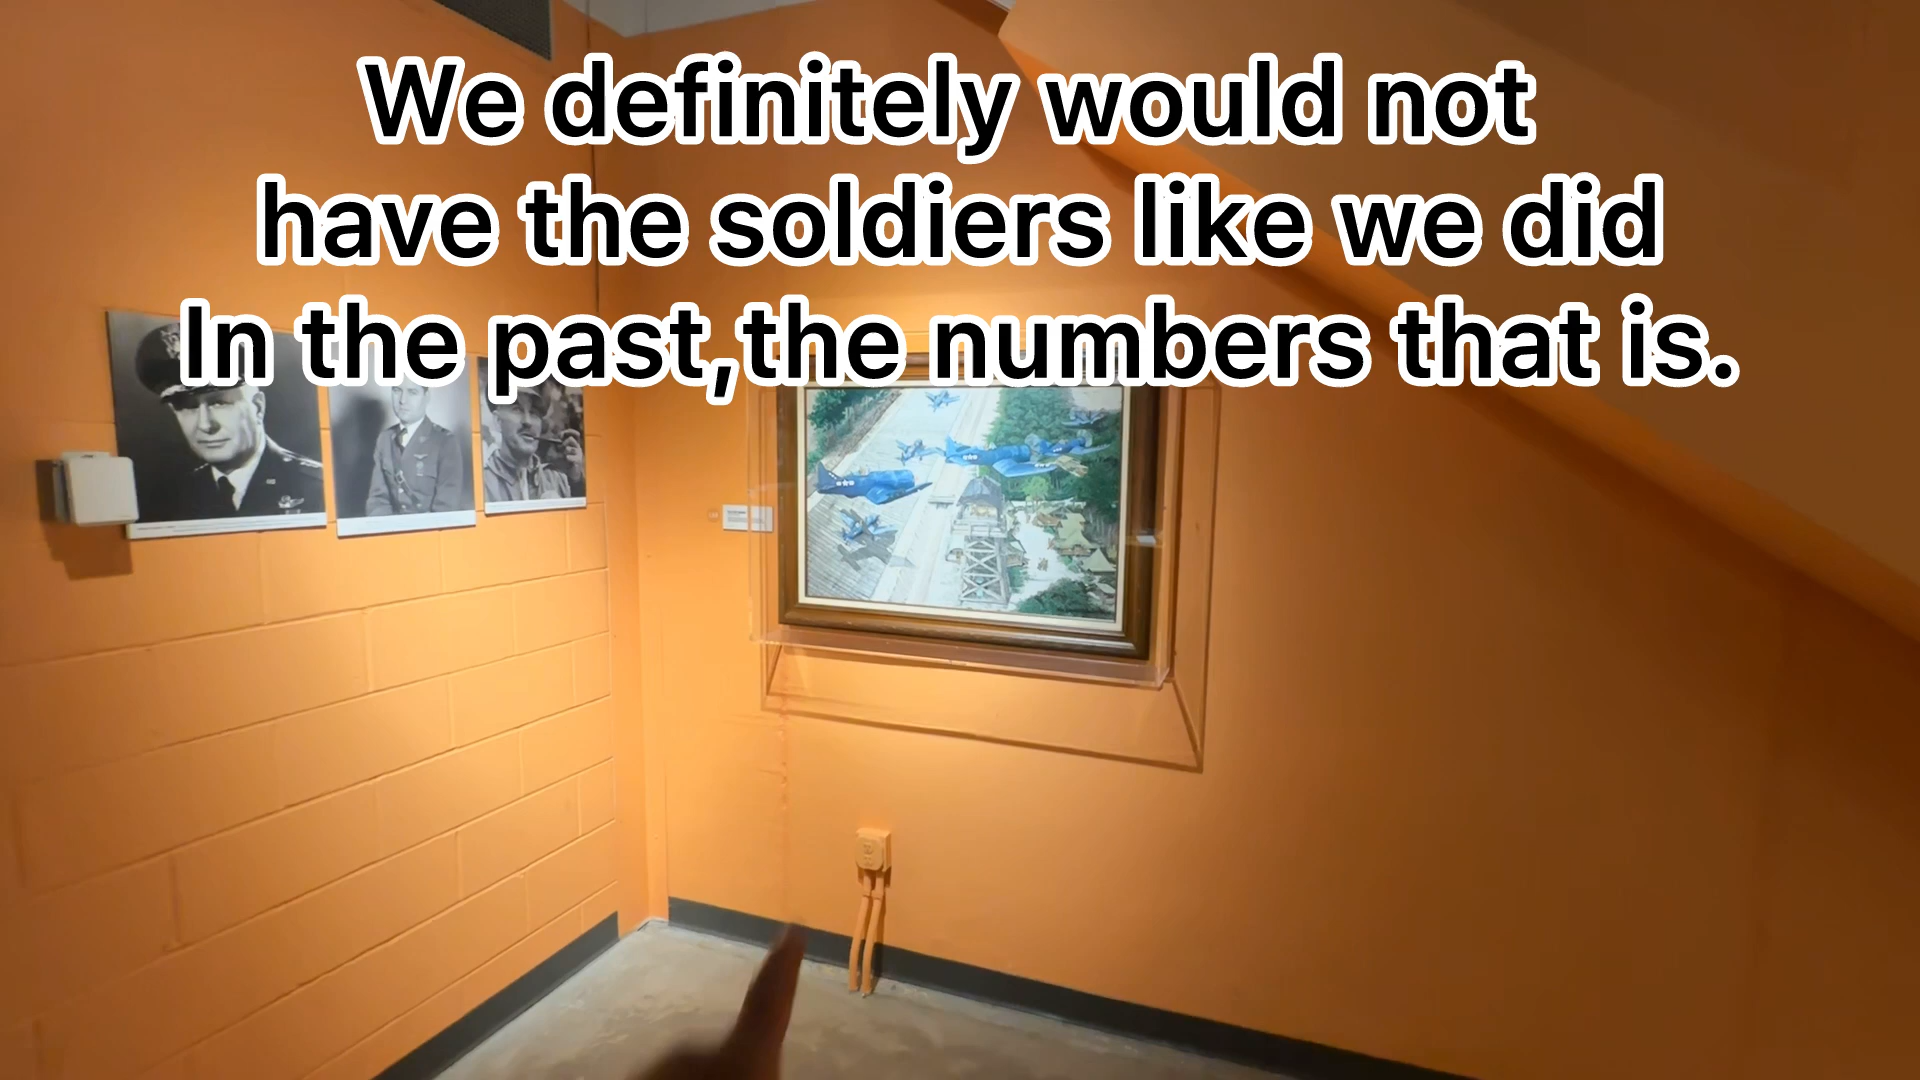 We definitely would not
have the soldiers like we did
In the past,the numbers that is.